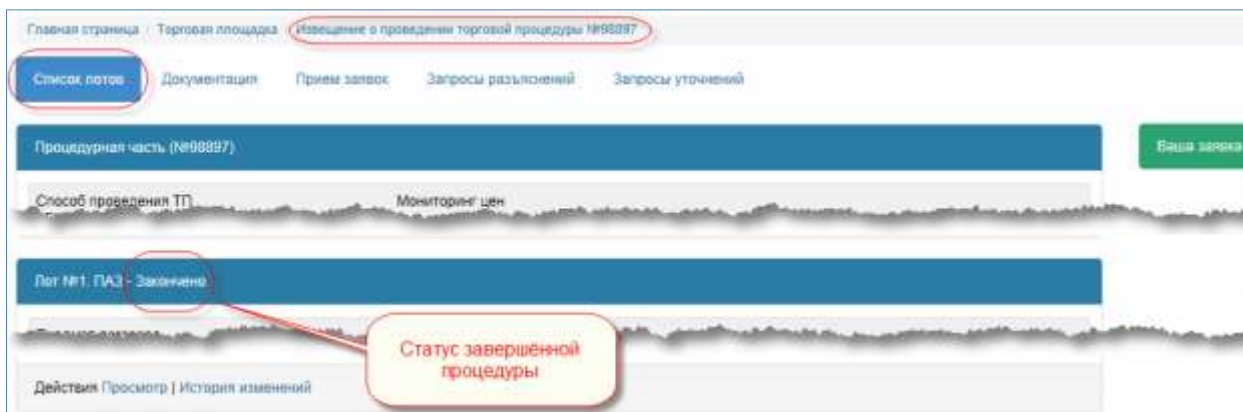 Главная страница / Торговая площадка / Извещение о проведении торговой процедуры №98897
Список лотов Документация Прием заявок Запросы разъяснений Запросы уточнений
Процедурная часть (№98897)
Ваша заявка
Способ проведения ТП Мониторинг цен
Лот №1. ПАЗ - Закончено
Статус завершённой
процедуры
Действия Просмотр | История изменений